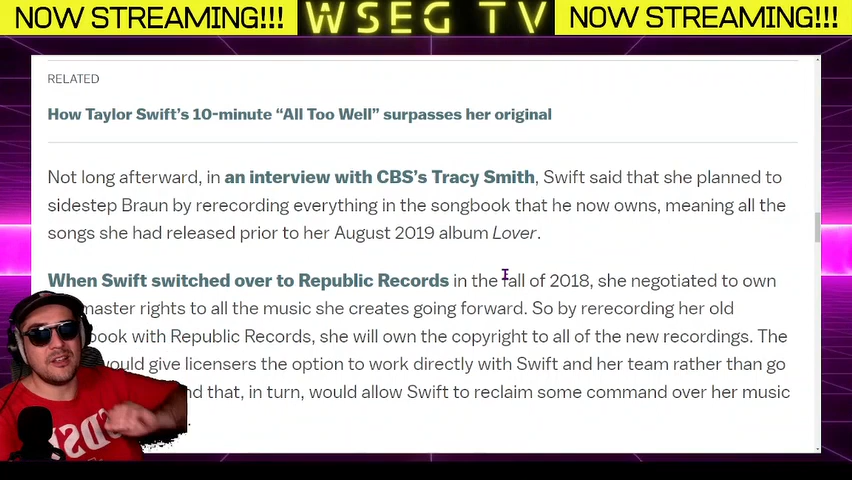 NOW STREAMING!!! WSEG TV NOW STREAMING!!!
RELATED
How Taylor Swift's 10-minute “All Too Well” surpasses her original
Not long afterward, in an interview with CBS's Tracy Smith, Swift said that she planned to
sidestep Braun by rerecording everything in the songbook that he now owns, meaning all the
songs she had released prior to her August 2019 album Lover.
When Swift switched over to Republic Records in the fall of 2018, she negotiated to own
master rights to all the music she creates going forward. So by rerecording her old
book with Republic Records, she will own the copyright to all of the new recordings. The
would give licensers the option to work directly with Swift and her team rather than go
that, in turn, would allow Swift to reclaim some command over her music